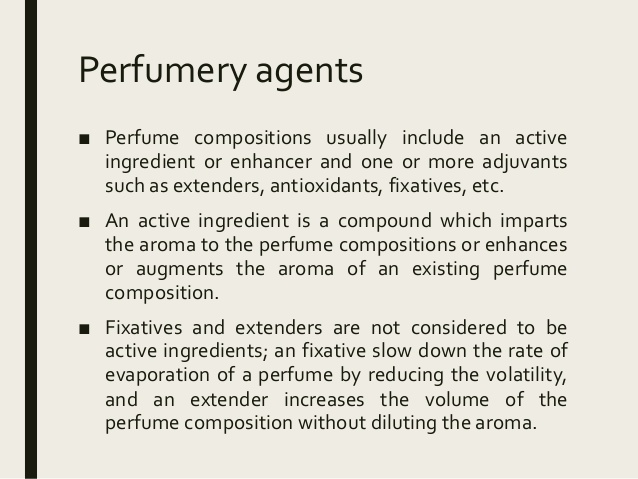 Perfumery agents
■ Perfume compositions usually include an active
ingredient or enhancer and one or more adjuvants
such as extenders, antioxidants, fixatives, etc.
■ An active ingredient is a compound which imparts
the aroma to the perfume compositions or enhances
or augments the aroma of an existing perfume
composition.
■ Fixatives and extenders are not considered to be
active ingredients; an fixative slow down the rate of
evaporation of a perfume by reducing the volatility,
and an extender increases the volume of the
perfume composition without diluting the aroma.